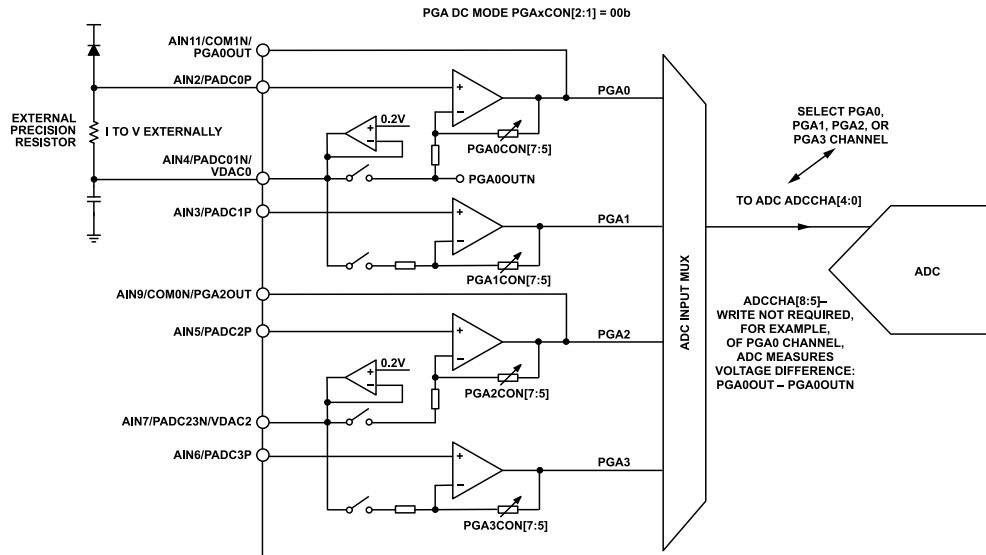 PGA DC MODE PGAxCON[2:1] = 00b
AIN11/COM1N/
PGA0OUT
AIN2/PADC0P
PGA0
EXTERNAL
PRECISION
RESISTOR
I TO V EXTERNALLY
0.2V
PGA0CON[7:5]
AIN4/PADC01N/
VDAC0
PGA0OUTN
AIN3/PADC1P
PGA1
PGA1CON[7:5]
AIN9/COM0N/PGA2OUT
AIN5/PADC2P
PGA2
0.2V
PGA2CON[7:5]
AIN7/PADC23N/VDAC2
AIN6/PADC3P
PGA3
PGA3CON[7:5]
ADC INPUT MUX
SELECT PGA0,
PGA1, PGA2, OR
PGA3 CHANNEL
TO ADC ADCCHA[4:0]
ADC
ADCCHA[8:5]–
WRITE NOT REQUIRED,
FOR EXAMPLE,
OF PGA0 CHANNEL,
ADC MEASURES
VOLTAGE DIFFERENCE:
PGA0OUT – PGA0OUTN